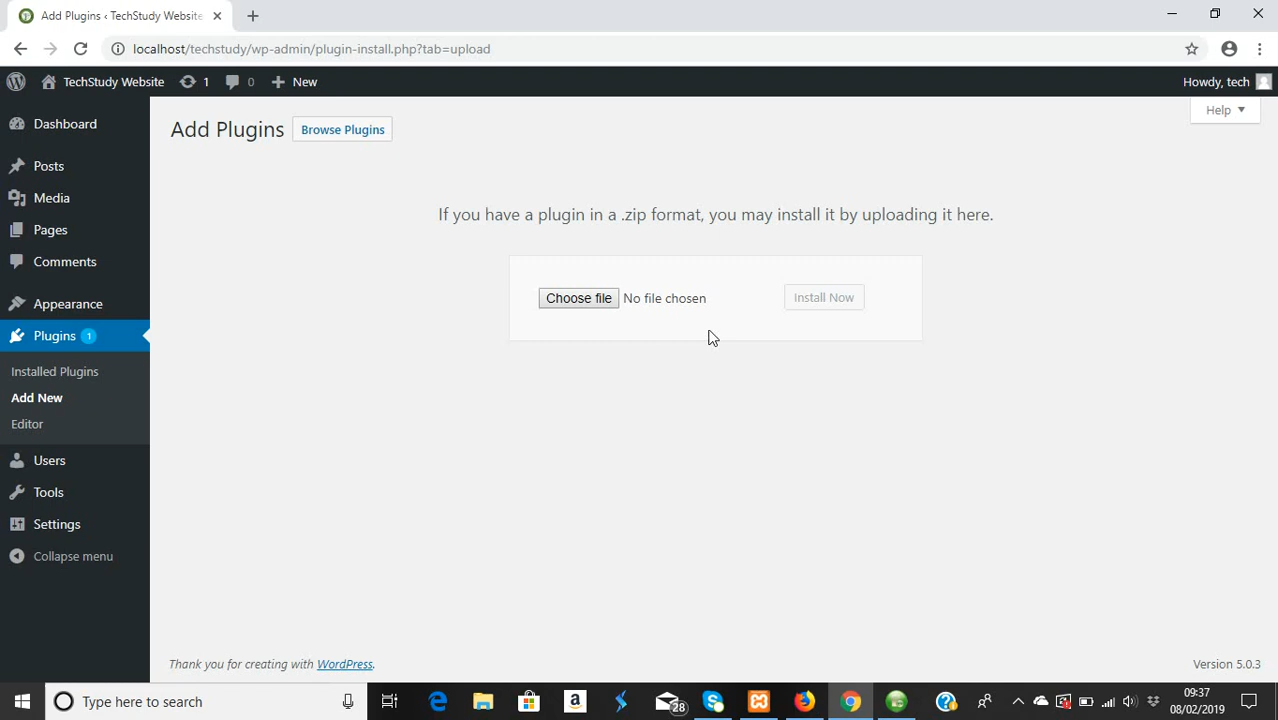 Add Plugins ‹ TechStudy Website
localhost/techstudy/wp-admin/plugin-install.php?tab=upload
TechStudy Website 1 0 New Howdy, tech
Help
Dashboard
Posts
Media
Pages
Comments
Appearance
Plugins 1
Installed Plugins
Add New
Editor
Users
Tools
Settings
Collapse menu
Add Plugins Browse Plugins
If you have a plugin in a .zip format, you may install it by uploading it here.
Choose file No file chosen Install Now
Thank you for creating with WordPress. Version 5.0.3
Type here to search 28 09:37
08/02/2019